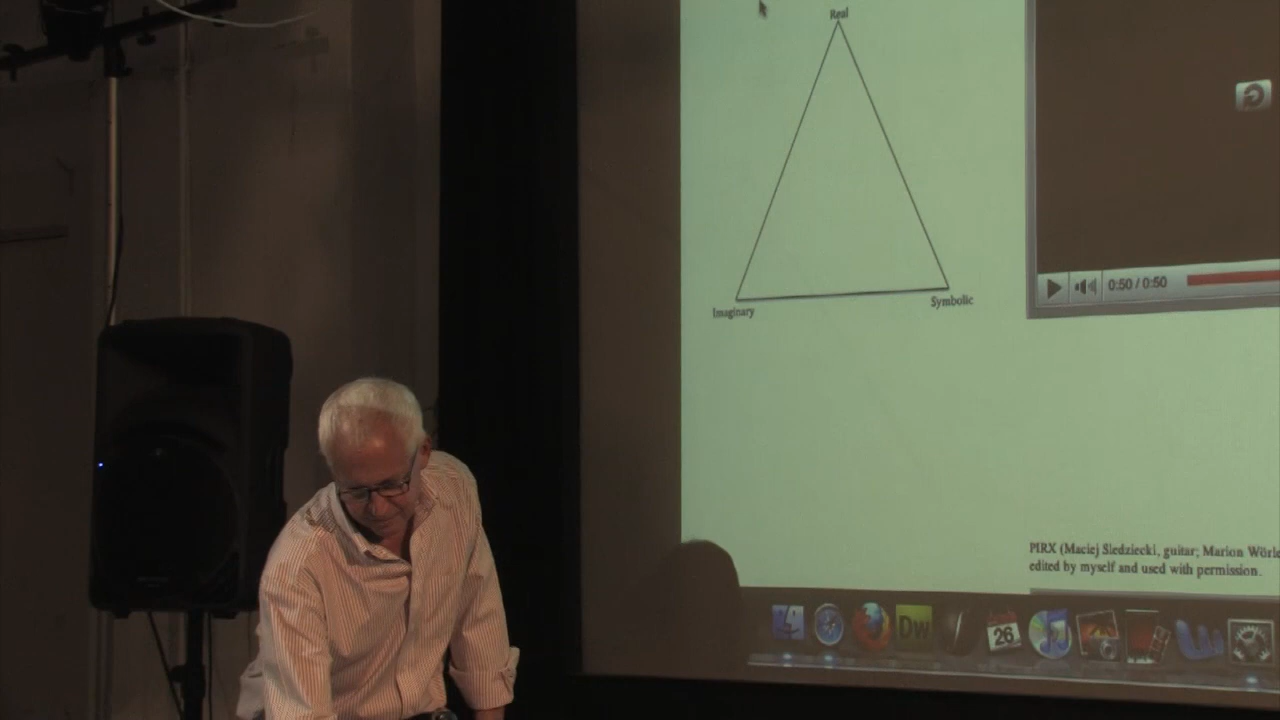 Real
Imaginary
Symbolic
0:50 / 0:50
PIRX (Maciej Sledziecki, guitar; Marion Wörle
edited by myself and used with permission.
Dw
26